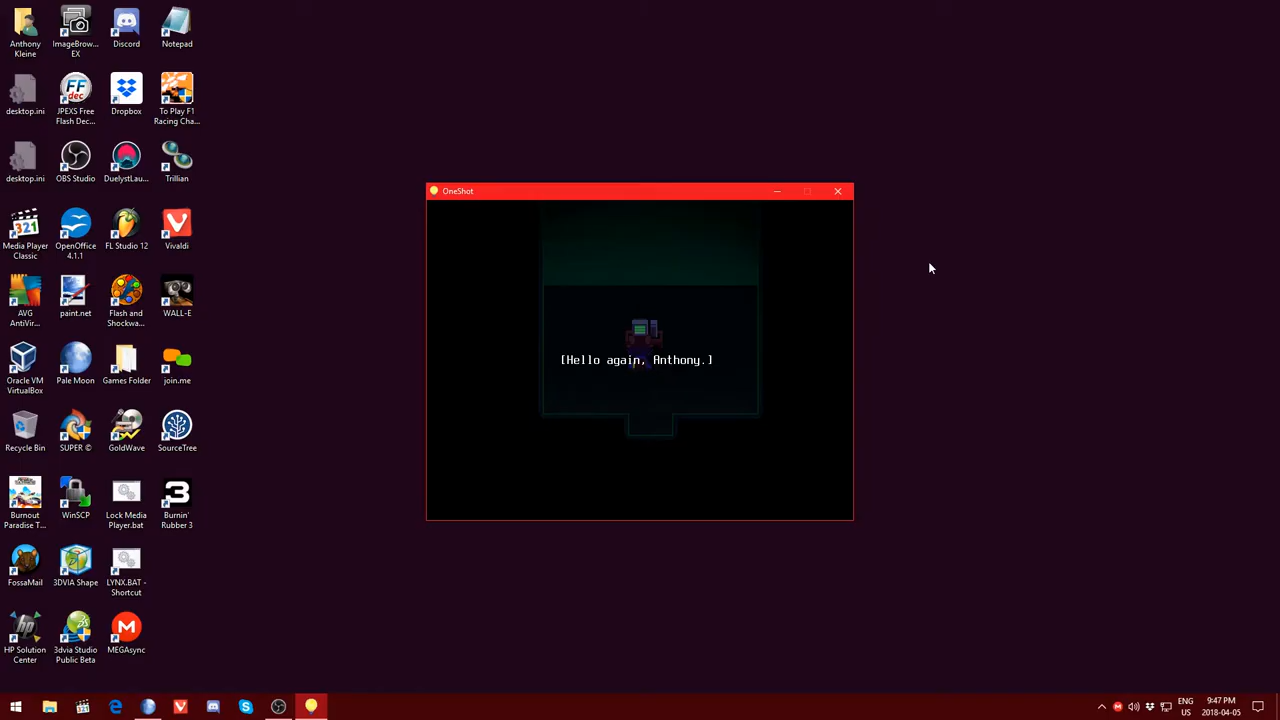 Anthony
Kleine
ImageBrow...
EX
Discord
Notepad
desktop.ini
JPEXS Free
Flash Dec...
Dropbox
To Play F1
Racing Cha...
desktop.ini
OBS Studio
DuelystLau...
Trillian
Media Player
Classic
OpenOffice
4.1.1
FL Studio 12
Vivaldi
AVG
AntiVir...
paint.net
Flash and
Shockwa...
WALL-E
Oracle VM
VirtualBox
Pale Moon
Games Folder
join.me
Recycle Bin
SUPER ©
GoldWave
SourceTree
Burnout
Paradise T...
WinSCP
Lock Media
Player.bat
Burnin'
Rubber 3
FossaMail
3DVIA Shape
LYNX.BAT -
Shortcut
HP Solution
Center
3dvia Studio
Public Beta
MEGAsync
OneShot
[Hello again, Anthony.]
ENG
US
9:47 PM
2018-04-05